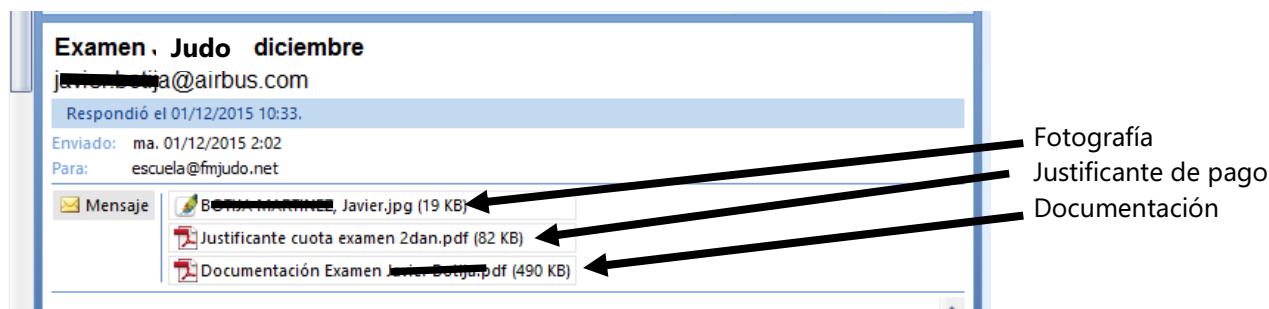 Examen Judo diciembre
@airbus.com
Respondió el 01/12/2015 10:33.
Enviado: ma. 01/12/2015 2:02
Para: escuela@fmjudo.net
Mensaje
, Javier.jpg (19 KB)
Justificante cuota examen 2dan.pdf (82 KB)
Documentación Examen .pdf (490 KB)
Fotografía
Justificante de pago
Documentación